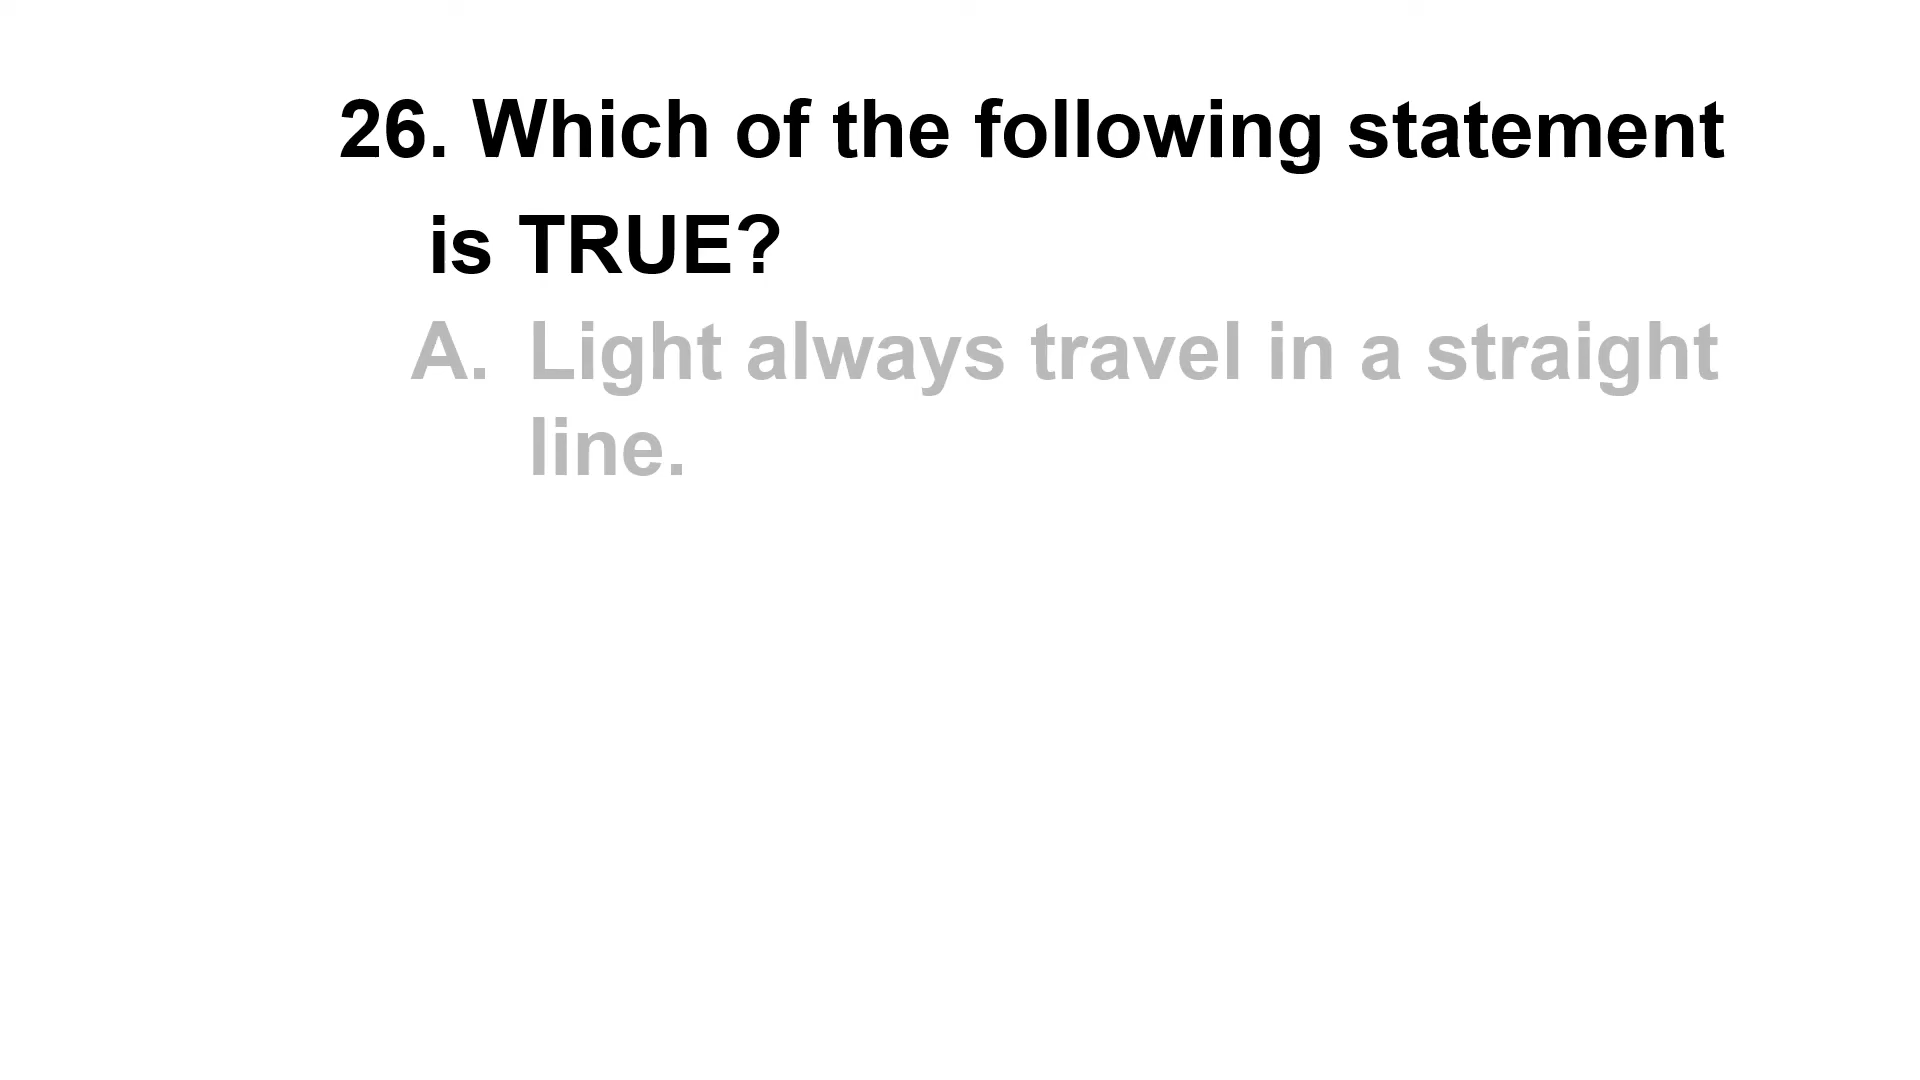 26. Which of the following statement
is TRUE?
A. Light always travel in a straight
line.